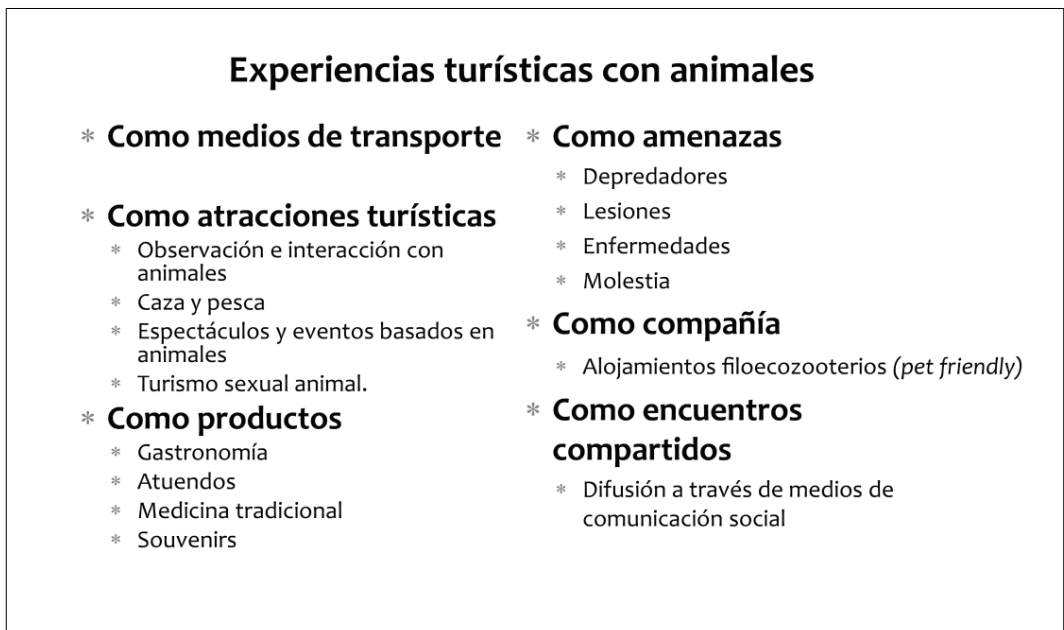 Experiencias turísticas con animales
* Como medios de transporte
* Como atracciones turísticas
* Observación e interacción con
animales
* Caza y pesca
* Espectáculos y eventos basados en
animales
* Turismo sexual animal.
* Como productos
* Gastronomía
* Atuendos
* Medicina tradicional
* Souvenirs
* Como amenazas
* Depredadores
* Lesiones
* Enfermedades
* Molestia
* Como compañía
* Alojamientos filoecozooterios (pet friendly)
* Como encuentros
compartidos
* Difusión a través de medios de
comunicación social